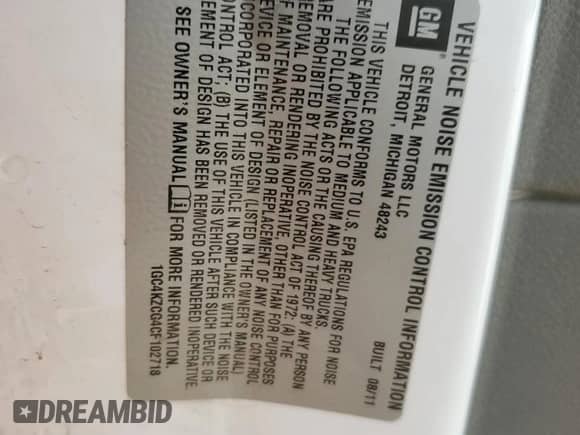 GM
VEHICLE NOISE EMISSION CONTROL INFORMATION
GENERAL MOTORS LLC
DETROIT, MICHIGAN 48243
BUILT 08/11
THIS VEHICLE CONFORMS TO U.S. EPA REGULATIONS FOR NOISE
EMISSION APPLICABLE TO MEDIUM AND HEAVY TRUCKS.
THE FOLLOWING ACTS OR THE CAUSING THEREOF BY ANY PERSON
ARE PROHIBITED BY THE NOISE CONTROL ACT OF 1972: (A) THE
REMOVAL OR RENDERING INOPERATIVE, OTHER THAN FOR PURPOSES
OF MAINTENANCE, REPAIR OR REPLACEMENT OF ANY NOISE CONTROL
DEVICE OR ELEMENT OF DESIGN (LISTED IN THE OWNER'S MANUAL)
INCORPORATED INTO THIS VEHICLE IN COMPLIANCE WITH THE NOISE
CONTROL ACT; (B) THE USE OF THIS VEHICLE AFTER SUCH DEVICE OR
ELEMENT OF DESIGN HAS BEEN REMOVED OR RENDERED INOPERATIVE.
SEE OWNER'S MANUAL i FOR MORE INFORMATION.
1GC4KZCG4CF102718
DREAMBID